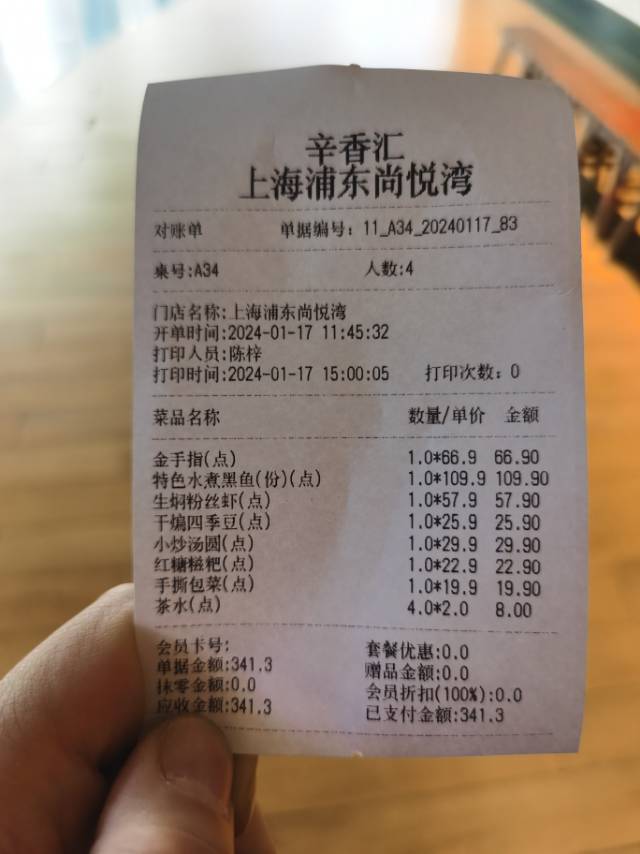 辛香汇
上海浦东尚悦湾
对账单 单据编号：11_A34_20240117_83
桌号:A34 人数:4
门店名称:上海浦东尚悦湾
开单时间:2024-01-17 11:45:32
打印人员:陈梓
打印时间:2024-01-17 15:00:05 打印次数：0
菜品名称 数量/单价 金额
金手指(点) 1.0*66.9 66.90
特色水煮黑鱼(份)(点) 1.0*109.9 109.90
生焖粉丝虾(点) 1.0*57.9 57.90
干煸四季豆(点) 1.0*25.9 25.90
小炒汤圆(点) 1.0*29.9 29.90
红糖糍粑(点) 1.0*22.9 22.90
手撕包菜(点) 1.0*19.9 19.90
茶水(点) 4.0*2.0 8.00
会员卡号: 套餐优惠:0.0
单据金额:341.3 赠品金额:0.0
抹零金额:0.0 会员折扣(100%):0.0
应收金额:341.3 已支付金额:341.3